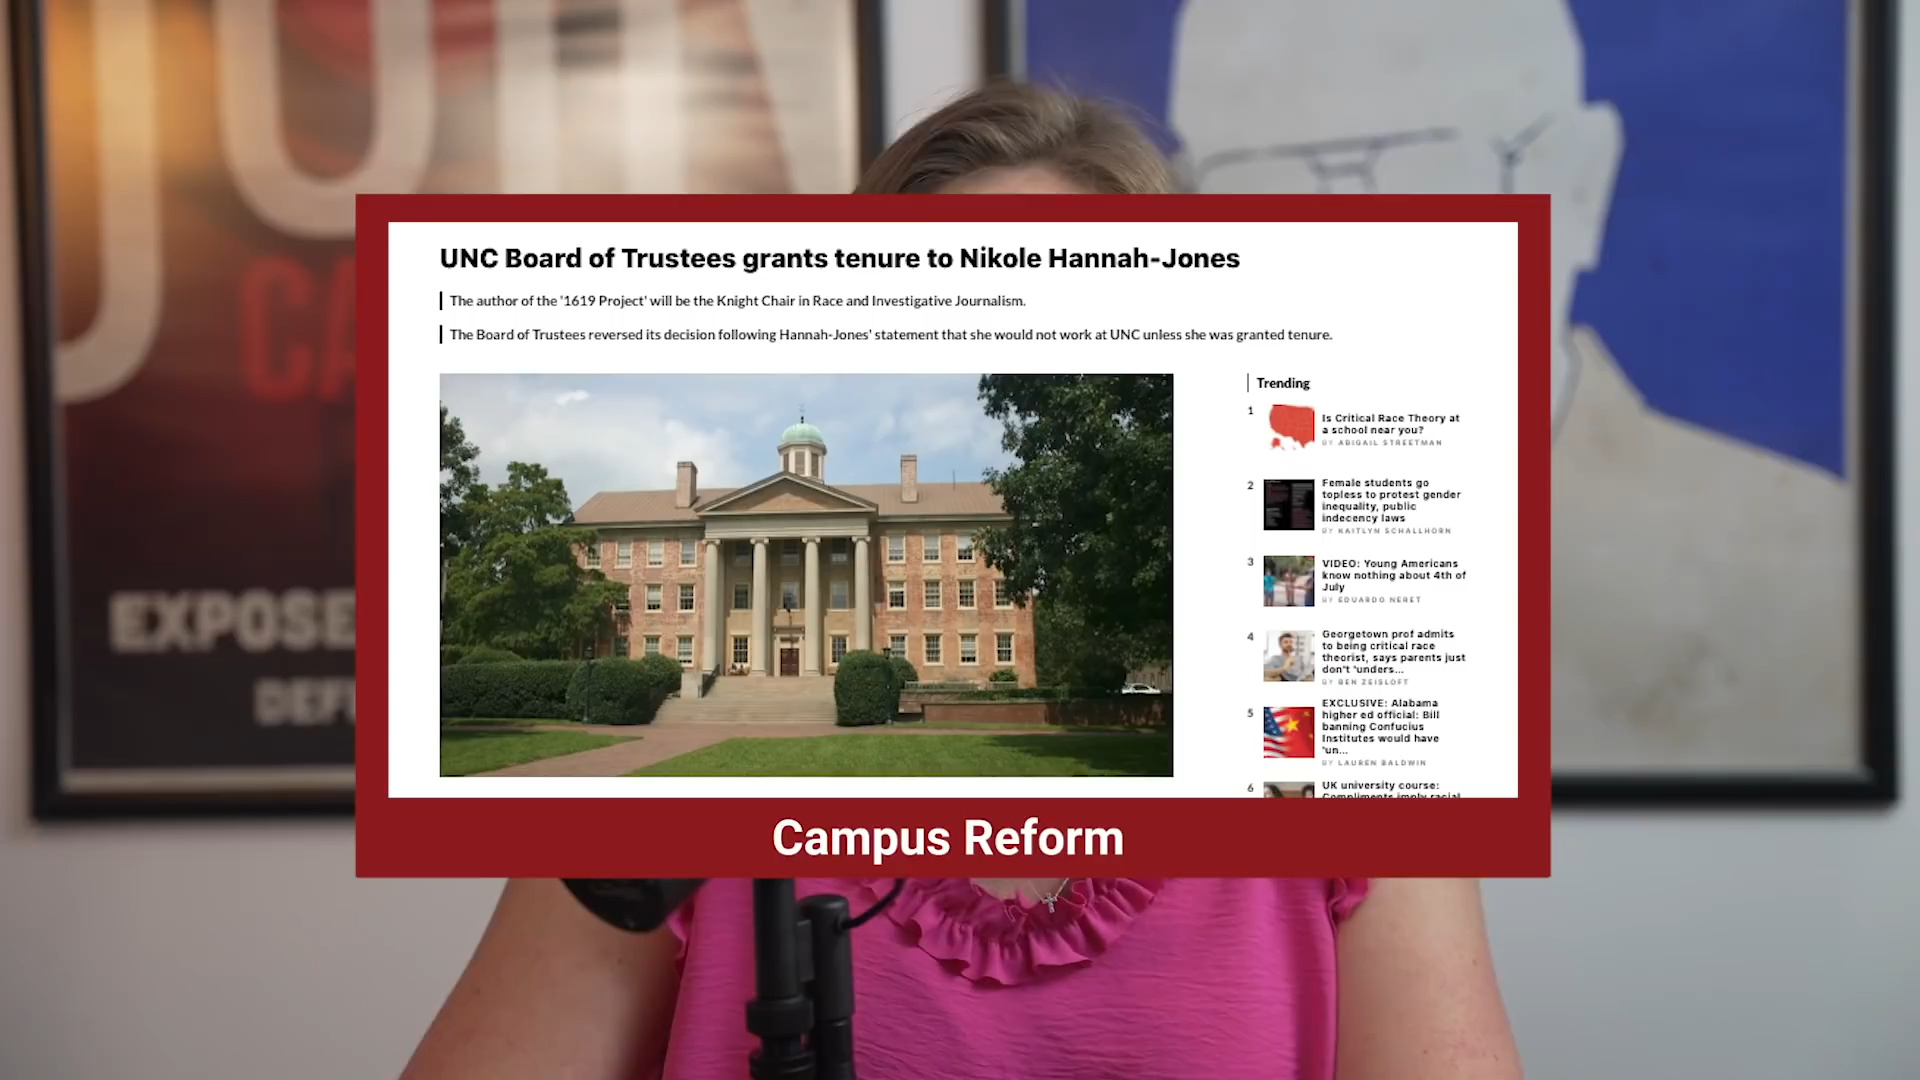 EXPOSE
UNC Board of Trustees grants tenure to Nikole Hannah-Jones
The author of the '1619 Project' will be the Knight Chair in Race and Investigative Journalism.
The Board of Trustees reversed its decision following Hannah-Jones' statement that she would not work at UNC unless she was granted tenure.
Trending
1
Is Critical Race Theory at
a school near you?
BY ABIGAIL STREETMAN
2
Female students go
topless to protest gender
inequality, public
indecency laws
BY KAITLYN SCHALLHORN
3
VIDEO: Young Americans
know nothing about 4th of
July
BY EDUARDO NERET
4
Georgetown prof admits
to being critical race
theorist, says parents just
don't 'unders...
BY BEN ZEISLOFT
5
EXCLUSIVE: Alabama
higher ed official: Bill
banning Confucius
Institutes would have
'un...
BY LAUREN BALDWIN
6
UK university course:
Compliments imply racial
Campus Reform